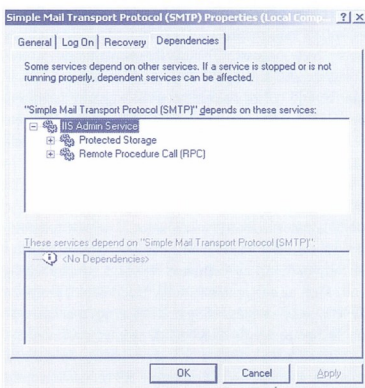 Simple Mail Transport Protocol (SMTP) Properties (Local Comp... ? X
General Log On Recovery Dependencies
Some services depend on other services. If a service is stopped or is not
running properly, dependent services can be affected.
"Simple Mail Transport Protocol (SMTP)" depends on these services:
IIS Admin Service
Protected Storage
Remote Procedure Call (RPC)
These services depend on "Simple Mail Transport Protocol (SMTP)":
<No Dependencies>
OK Cancel Apply